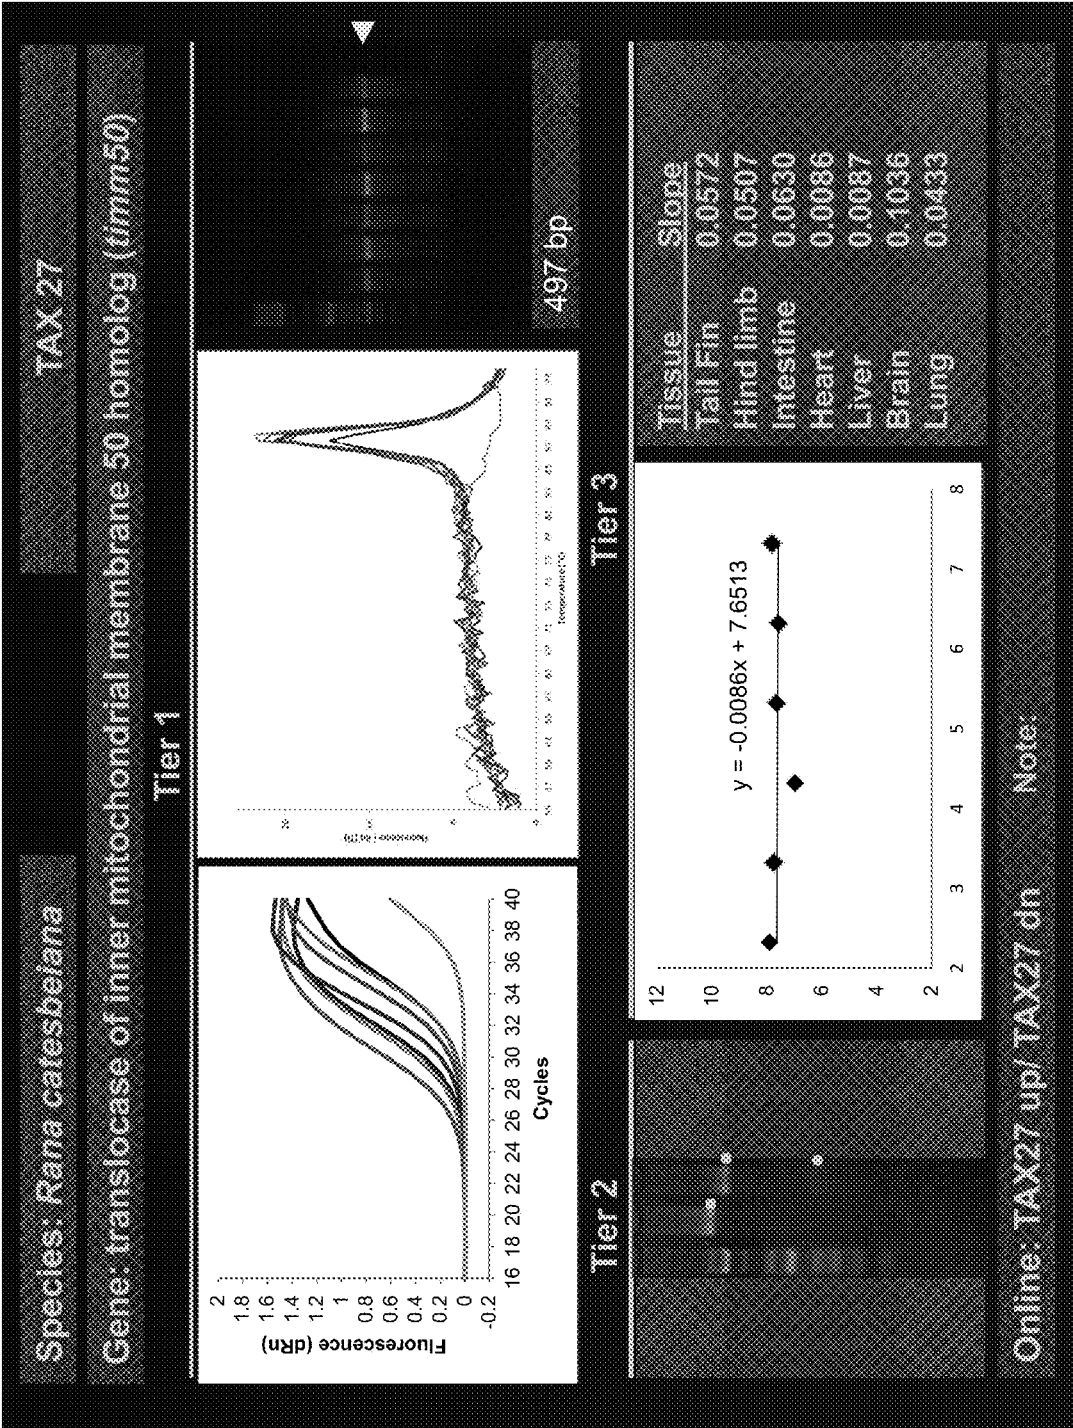 Species: Rana catesbeiana
TAX 27
Gene: translocase of inner mitochondrial membrane 50 homolog (timm50)
Tier 1
2
1.8
1.6
1.4
1.2
1
0.8
0.6
0.4
0.2
0
-0.2
Fluorescence (dRn)
16 18 20 22 24 26 28 30 32 34 36 38 40
Cycles
497 bp
Tier 2
Tier 3
12
10
8
6
4
2
2 3 4 5 6 7 8
y = -0.0086x + 7.6513
Tissue Slope
Tail Fin 0.0572
Hind limb 0.0507
Intestine 0.0630
Heart 0.0086
Liver 0.0087
Brain 0.1036
Lung 0.0433
Online: TAX27 up/ TAX27 dn Note: